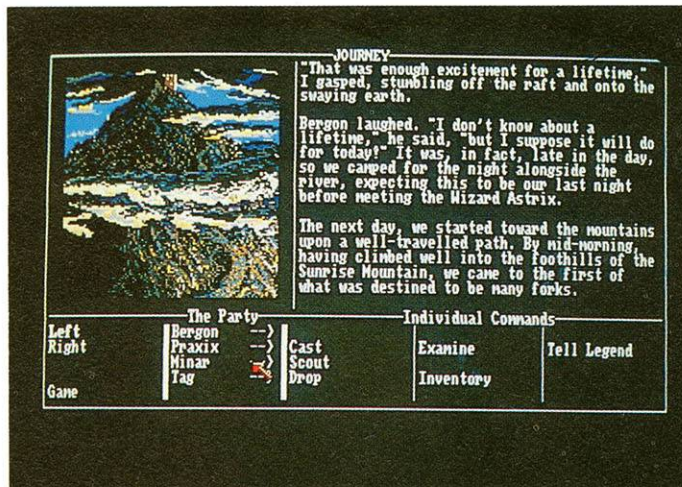 JOURNEY
"That was enough excitement for a lifetime,"
I gasped, stumbling off the raft and onto the
swaying earth.
Bergon laughed. "I don't know about a
lifetime," he said, "but I suppose it will do
for today!" It was, in fact, late in the day,
so we camped for the night alongside the
river, expecting this to be our last night
before meeting the Wizard Astrix.
The next day, we started toward the mountains
upon a well-travelled path. By mid-morning,
having climbed well into the foothills of the
Sunrise Mountain, we came to the first of
what was destined to be many forks.
The Party Individual Commands
Left Bergon -->
Right Praxix --> Cast Examine Tell Legend
Minar --> Scout
Tag --> Drop Inventory
Game